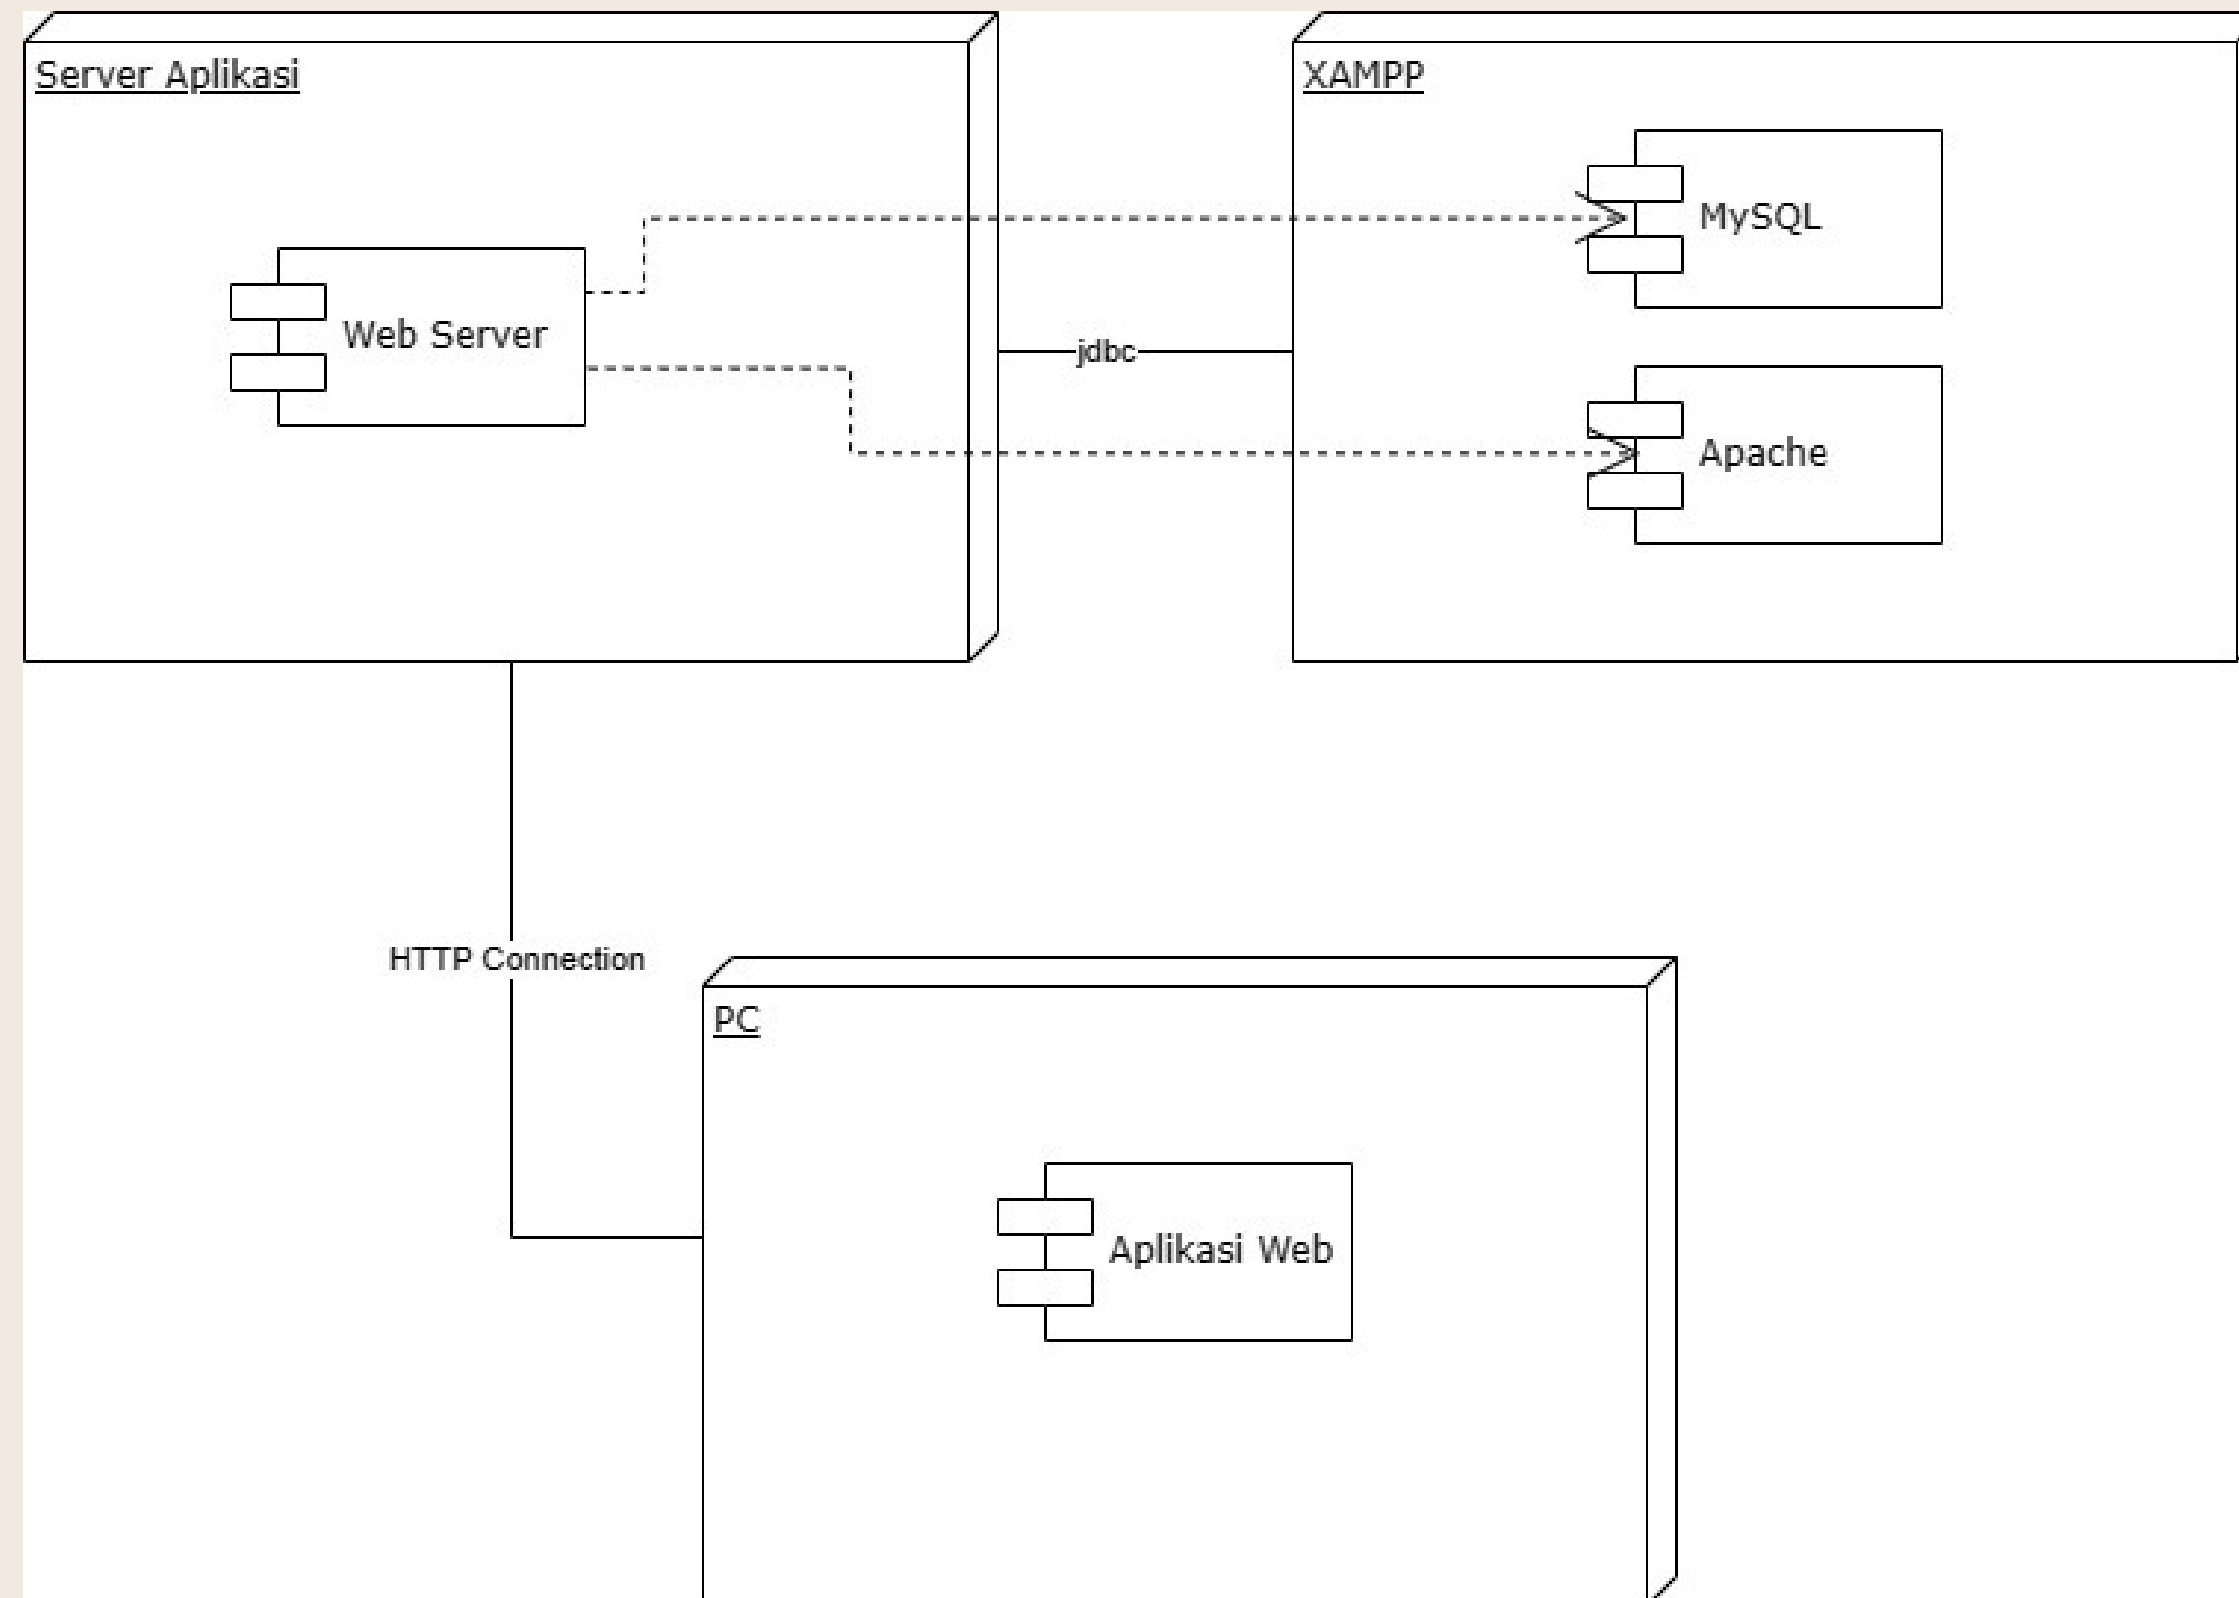 Server Aplikasi
XAMPP
MySQL
Web Server
jdbc
Apache
HTTP Connection
PC
Aplikasi Web